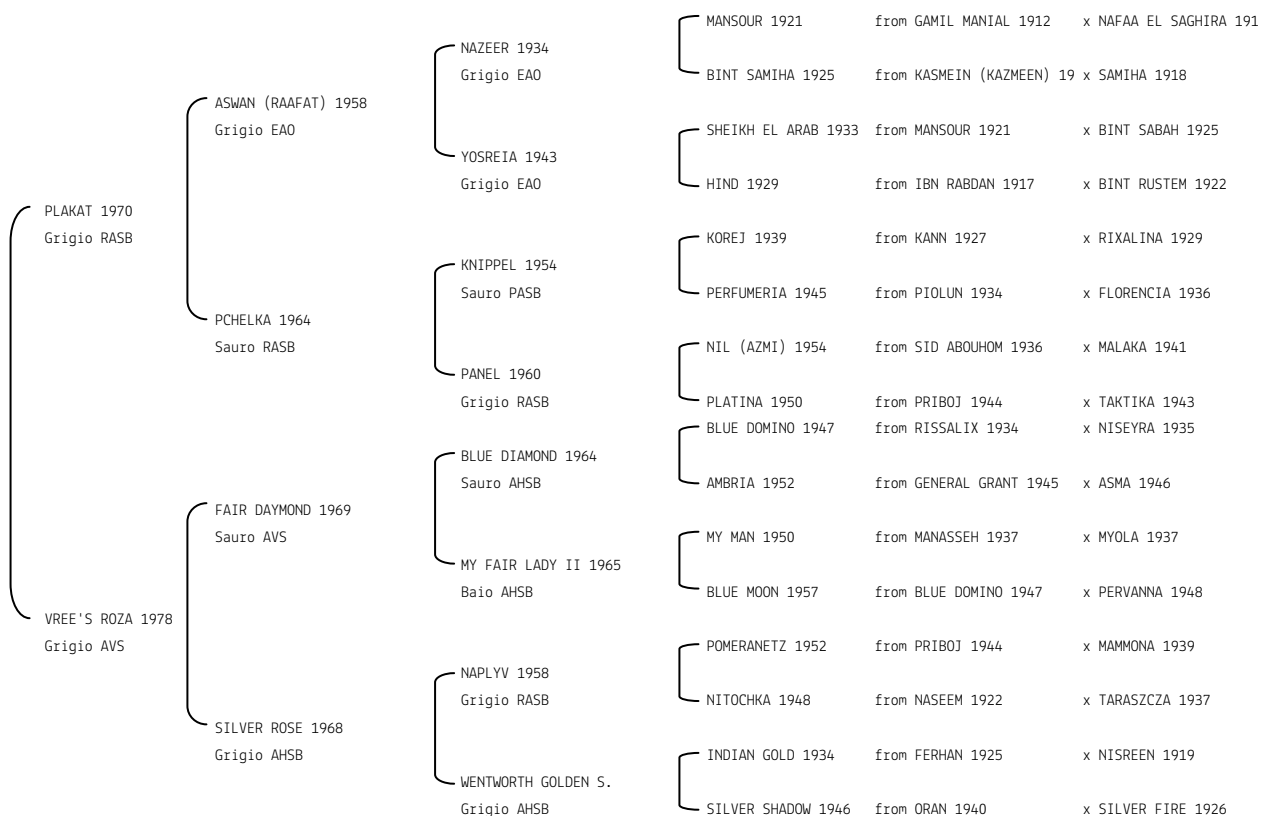 MANSOUR 1921 from GAMIL MANIAL 1912 x NAFAA EL SAGHIRA 191
NAZEER 1934
Grigio EAO BINT SAMIHA 1925 from KASMEIN (KAZMEEN) 19 x SAMIHA 1918
ASWAN (RAAFAT) 1958
Grigio EAO SHEIKH EL ARAB 1933 from MANSOUR 1921 x BINT SABAH 1925
YOSREIA 1943
Grigio EAO HIND 1929 from IBN RABDAN 1917 x BINT RUSTEM 1922
PLAKAT 1970
Grigio RASB KOREJ 1939 from KANN 1927 x RIXALINA 1929
KNIPPEL 1954
Sauro PASB PERFUMERIA 1945 from PIOLUN 1934 x FLORENCIA 1936
PCHELKA 1964
Sauro RASB NIL (AZMI) 1954 from SID ABOUHOM 1936 x MALAKA 1941
PANEL 1960
Grigio RASB PLATINA 1950 from PRIBOJ 1944 x TAKTIKA 1943
BLUE DOMINO 1947 from RISSALIX 1934 x NISEYRA 1935
BLUE DIAMOND 1964
Sauro AHSB AMBRIA 1952 from GENERAL GRANT 1945 x ASMA 1946
FAIR DAYMOND 1969
Sauro AVS MY MAN 1950 from MANASSEH 1937 x MYOLA 1937
MY FAIR LADY II 1965
Baio AHSB BLUE MOON 1957 from BLUE DOMINO 1947 x PERVANNA 1948
VREE'S ROZA 1978
Grigio AVS POMERANETZ 1952 from PRIBOJ 1944 x MAMMONA 1939
NAPLYV 1958
Grigio RASB NITOCHKA 1948 from NASEEM 1922 x TARASZCZA 1937
SILVER ROSE 1968
Grigio AHSB INDIAN GOLD 1934 from FERHAN 1925 x NISREEN 1919
WENTWORTH GOLDEN S.
Grigio AHSB SILVER SHADOW 1946 from ORAN 1940 x SILVER FIRE 1926